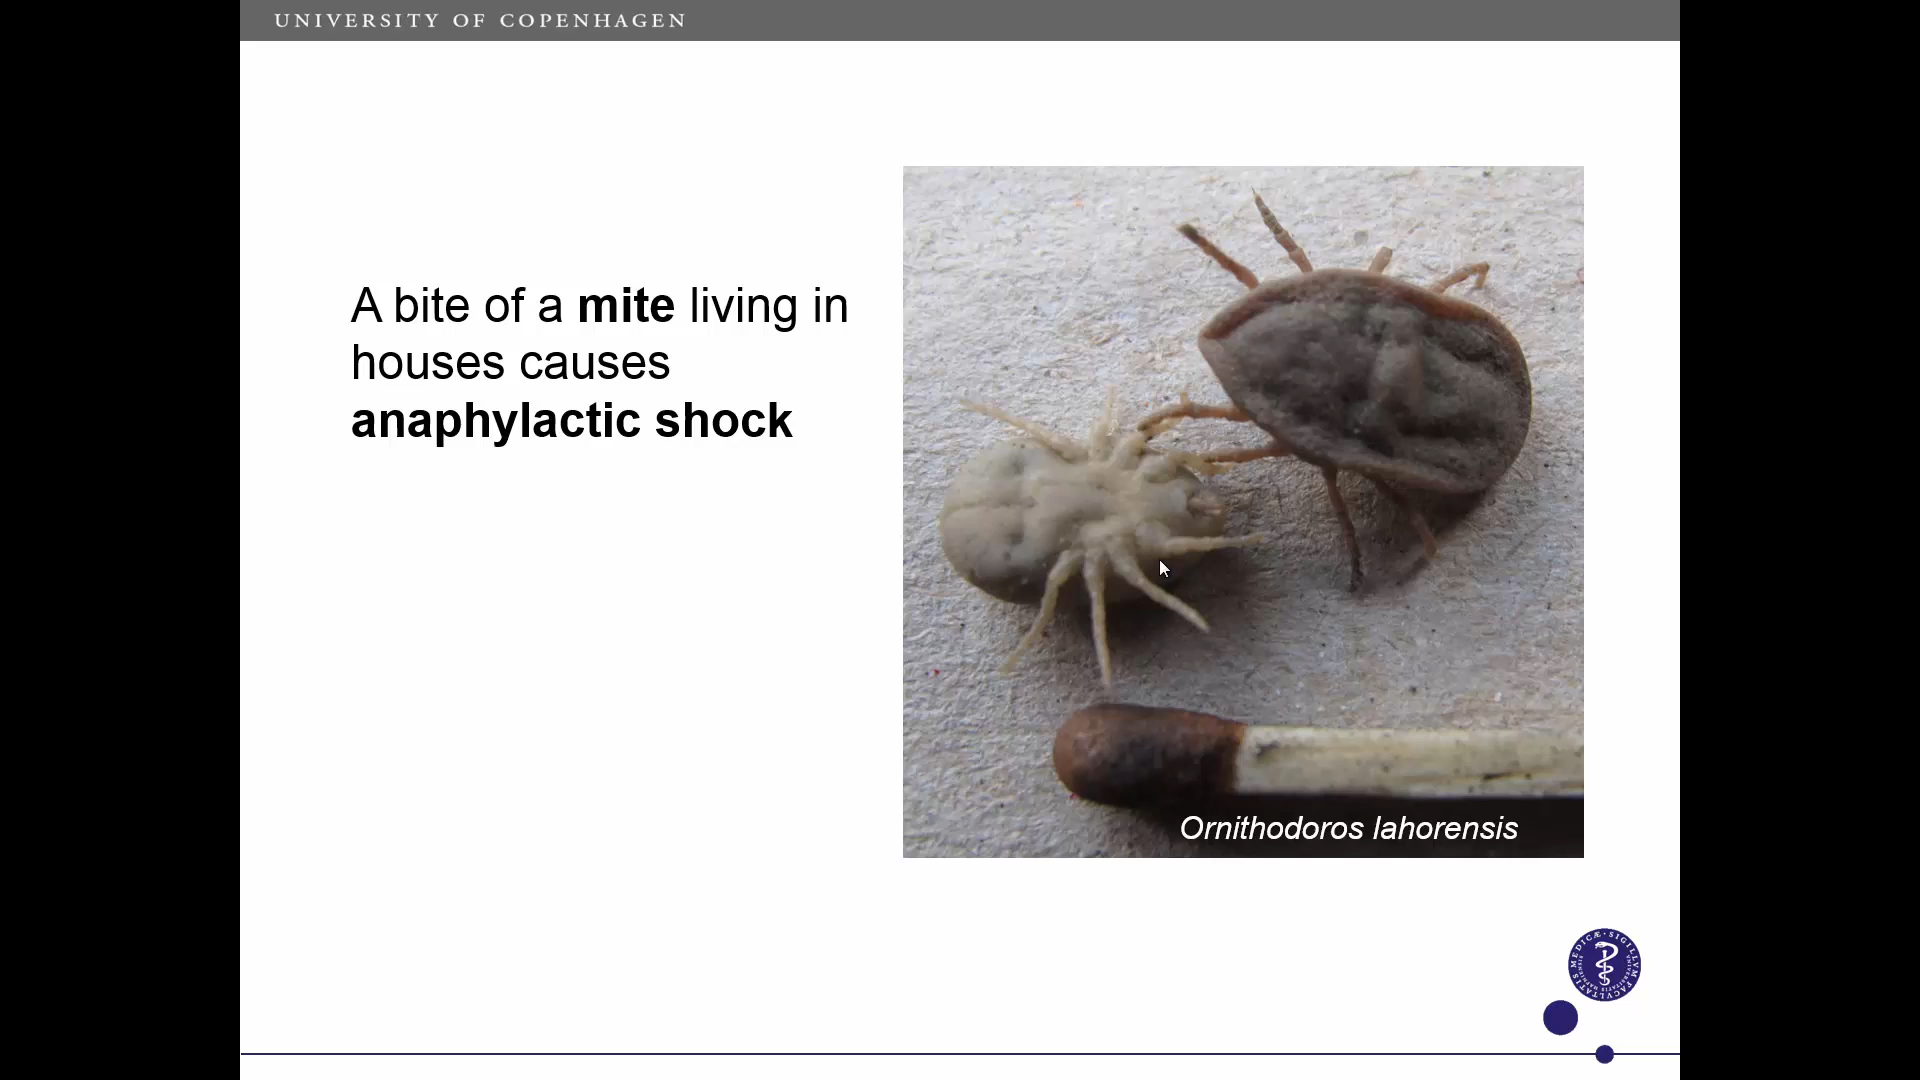 UNIVERSITY OF COPENHAGEN
A bite of a mite living in
houses causes
anaphylactic shock
Ornithodoros lahorensis